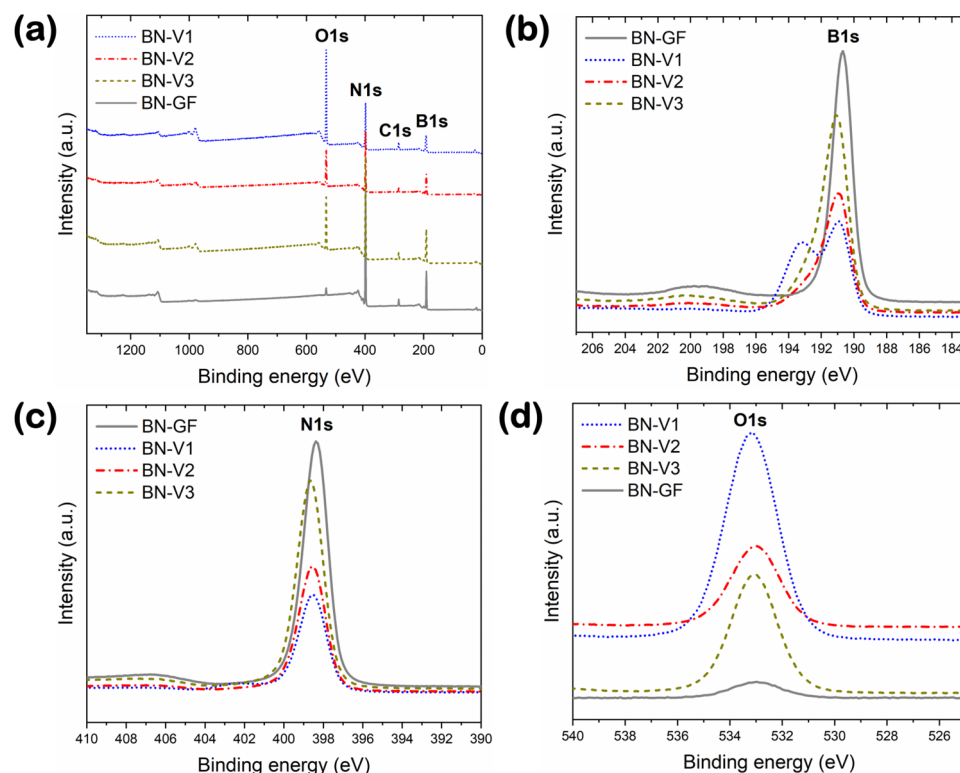 (a)
BN-V1
BN-V2
BN-V3
BN-GF
O1s
N1s
C1s
B1s
Intensity (a.u.)
1200 1000 800 600 400 200 0
Binding energy (eV)
(b)
BN-GF
BN-V1
BN-V2
BN-V3
B1s
Intensity (a.u.)
206 204 202 200 198 196 194 192 190 188 186 184
Binding energy (eV)
(c)
BN-GF
BN-V1
BN-V2
BN-V3
N1s
Intensity (a.u.)
410 408 406 404 402 400 398 396 394 392 390
Binding energy (eV)
(d)
BN-V1
BN-V2
BN-V3
BN-GF
O1s
Intensity (a.u.)
540 538 536 534 532 530 528 526
Binding energy (eV)